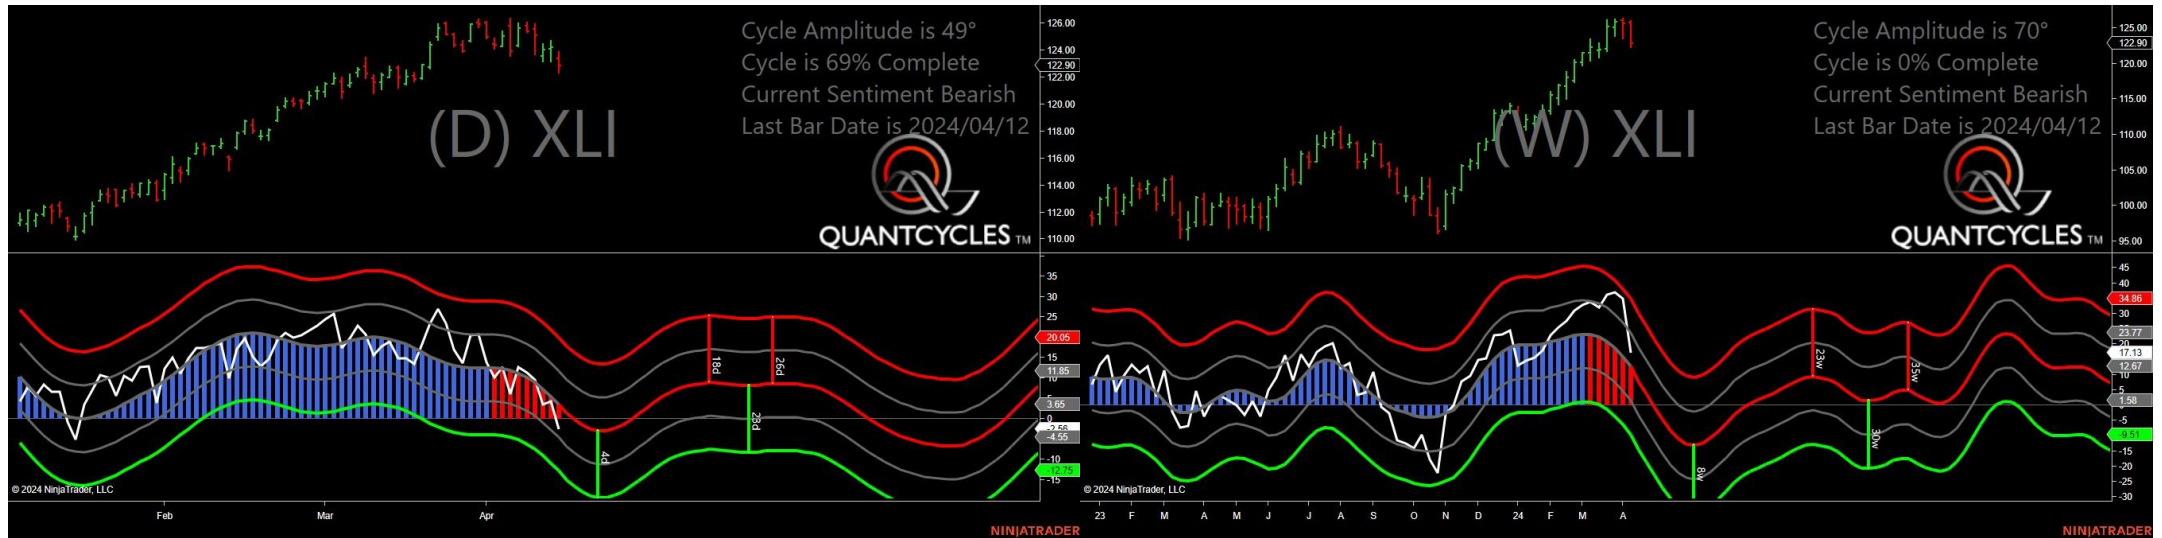 Cycle Amplitude is 49°
Cycle is 69% Complete
Current Sentiment Bearish
Last Bar Date is 2024/04/12
(D) XLI
QUANTCYCLES TM
126.00
124.00
122.90
122.00
120.00
118.00
116.00
114.00
112.00
110.00
35
30
25
20.05
15
11.85
10
5
3.65
0
-2.56
-4.55
-10
-12.75
-15
18d
26d
28d
4d
© 2024 NinjaTrader, LLC
Feb Mar Apr
NINJATRADER
Cycle Amplitude is 70°
Cycle is 0% Complete
Current Sentiment Bearish
Last Bar Date is 2024/04/12
(W) XLI
QUANTCYCLES TM
125.00
122.90
120.00
115.00
110.00
105.00
100.00
95.00
45
40
34.86
30
23.77
20
17.13
12.67
10
5
1.58
-5
-9.51
-15
-20
-25
-30
23w
35w
30w
8w
© 2024 NinjaTrader, LLC
23 F M A M J J A S O N D 24 F M A
NINJATRADER